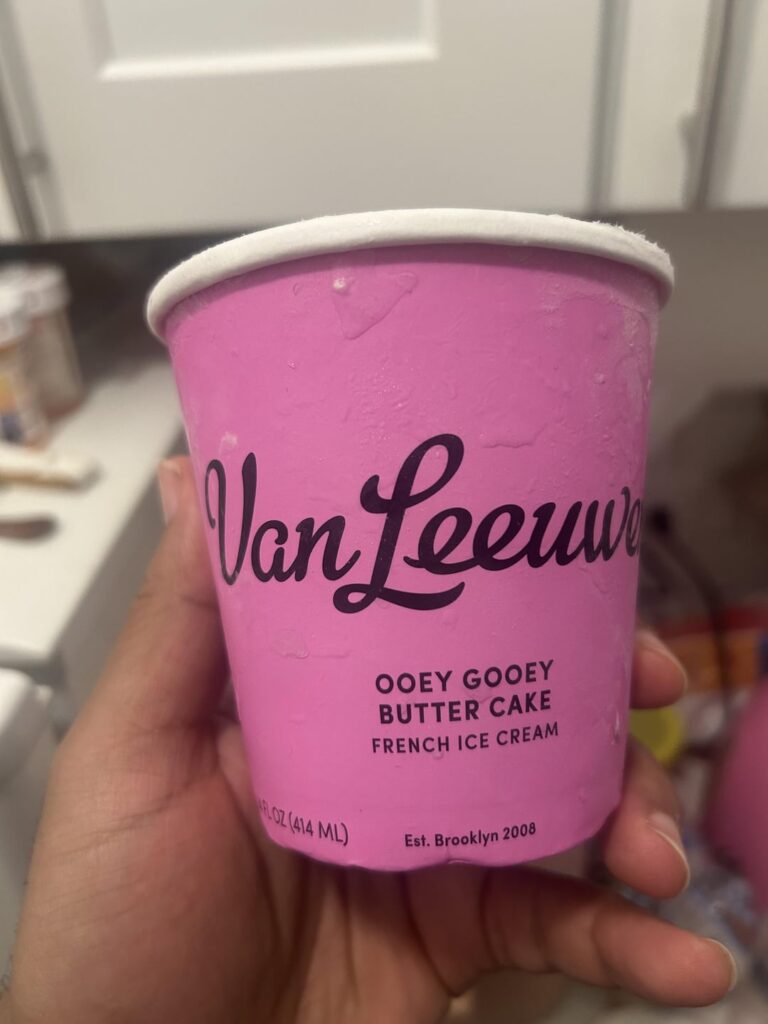 Van Leeuwe
OOEY GOOEY
BUTTER CAKE
FRENCH ICE CREAM
FL OZ (414 ML)
Est. Brooklyn 2008